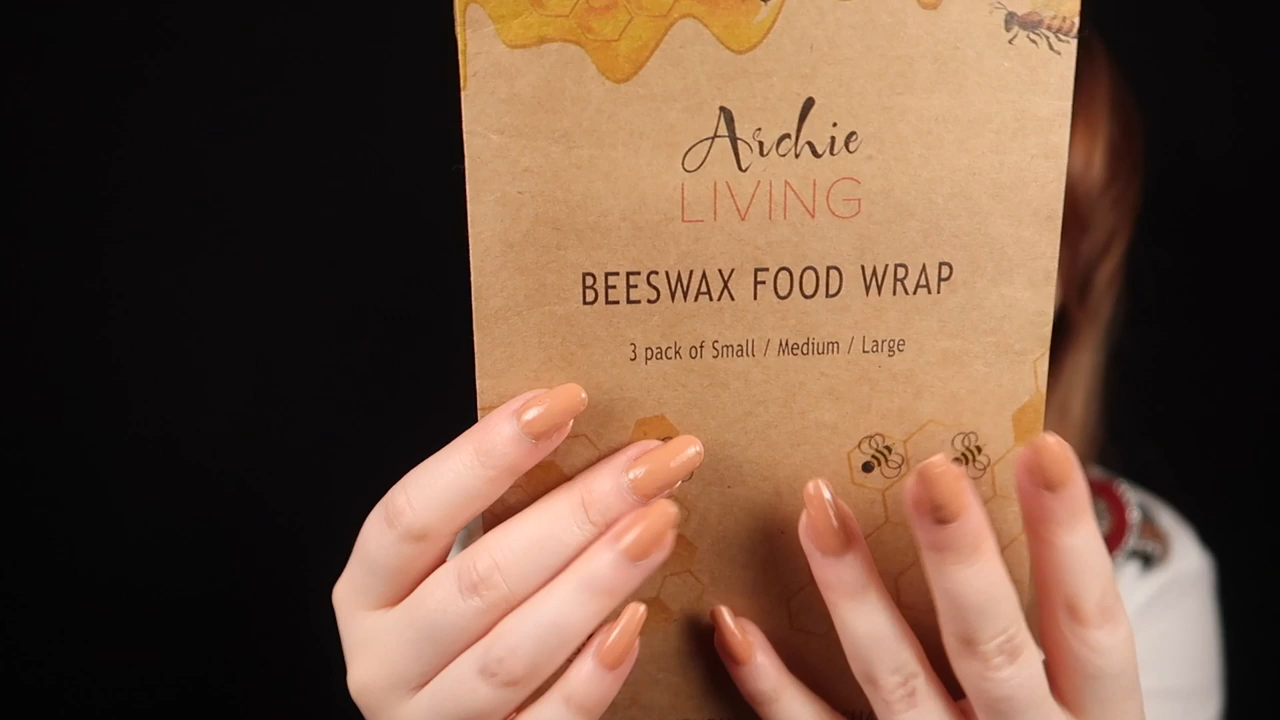 Archie
LIVING
BEESWAX FOOD WRAP
3 pack of Small / Medium / Large